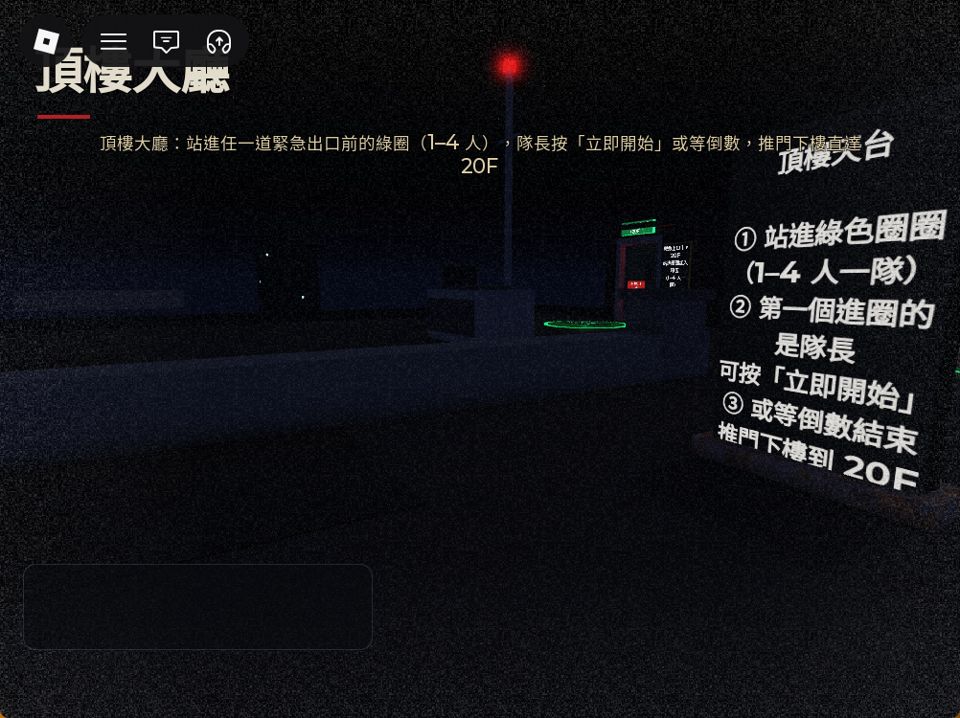 頂樓大廳
頂樓大廳：站進任一道緊急出口前的綠圈（1–4 人），隊長按「立即開始」或等倒數，推門下樓直達
20F
頂樓天台
① 站進綠色圈圈
（1–4 人一隊）
② 第一個進圈的
是隊長
可按「立即開始」
③ 或等倒數結束
推門下樓到 20F